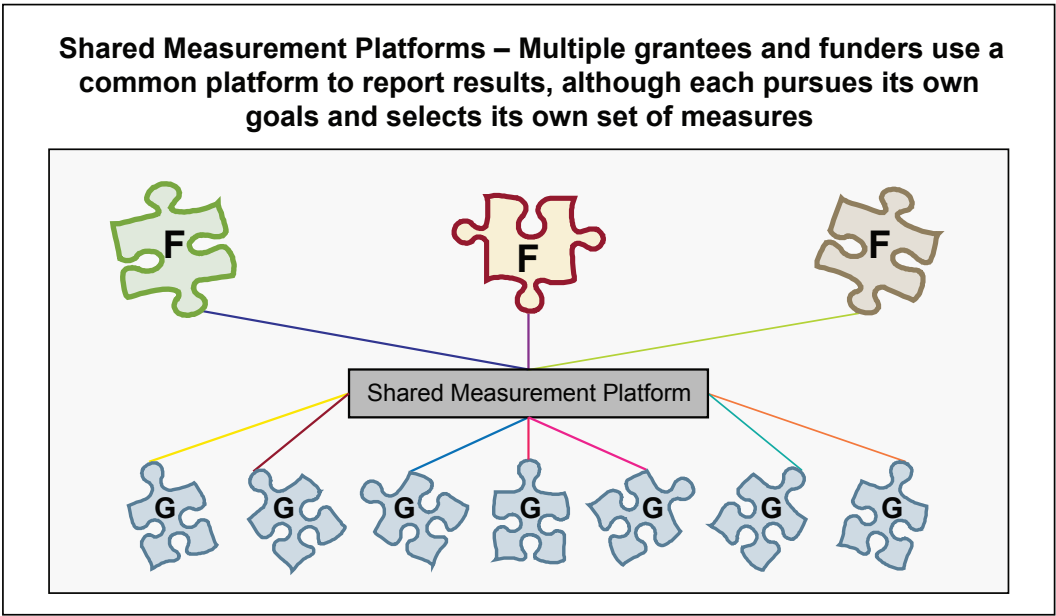 Shared Measurement Platforms – Multiple grantees and funders use a
common platform to report results, although each pursues its own
goals and selects its own set of measures
F
F
F
Shared Measurement Platform
G
G
G
G
G
G
G